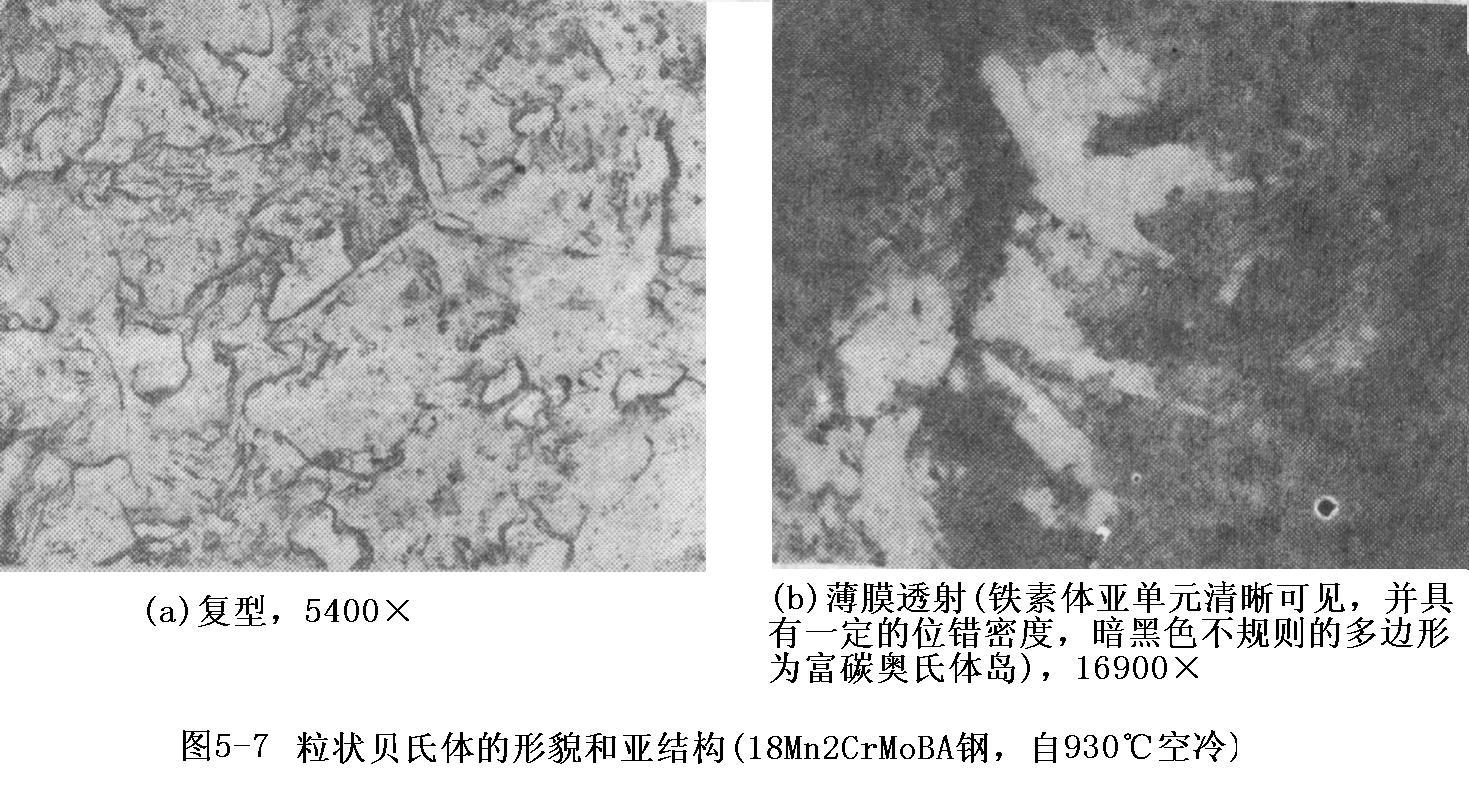 (a)复型，5400×
(b)薄膜透射(铁素体亚单元清晰可见，并具
有一定的位错密度，暗黑色不规则的多边形
为富碳奥氏体岛)，16900×
图5-7 粒状贝氏体的形貌和亚结构(18Mn2CrMoBA钢，自930℃空冷)